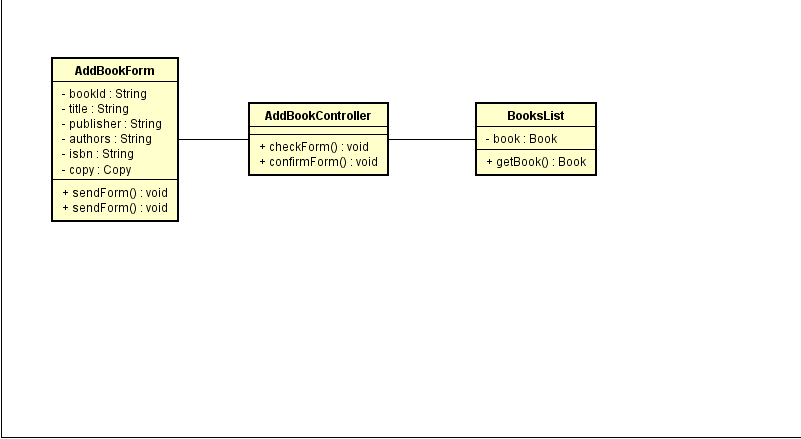 AddBookForm
- bookId : String
- title : String
- publisher : String
- authors : String
- isbn : String
- copy : Copy
+ sendForm() : void
+ sendForm() : void
AddBookController
+ checkForm() : void
+ confirmForm() : void
BooksList
- book : Book
+ getBook() : Book